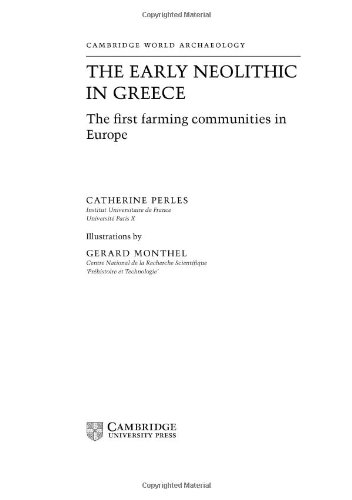 Copyrighted Material
CAMBRIDGE WORLD ARCHAEOLOGY
THE EARLY NEOLITHIC
IN GREECE
The first farming communities in
Europe
CATHERINE PERLES
Institut Universitaire de France
Université Paris X
Illustrations by
GERARD MONTHEL
Centre National de la Recherche Scientifique
'Préhistoire et Technologie'
CAMBRIDGE
UNIVERSITY PRESS
Copyrighted Material